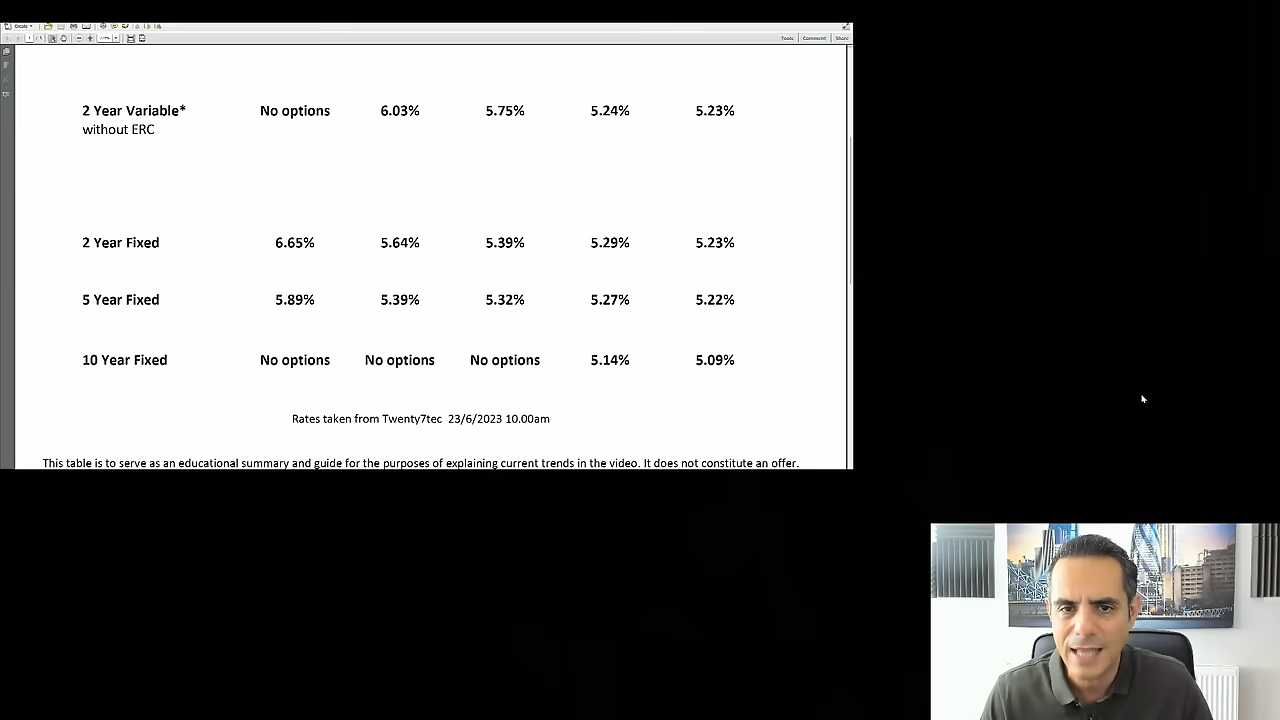 Create
Tools Comment Share
2 Year Variable* No options 6.03% 5.75% 5.24% 5.23%
without ERC
2 Year Fixed 6.65% 5.64% 5.39% 5.29% 5.23%
5 Year Fixed 5.89% 5.39% 5.32% 5.27% 5.22%
10 Year Fixed No options No options No options 5.14% 5.09%
Rates taken from Twenty7tec 23/6/2023 10.00am
This table is to serve as an educational summary and guide for the purposes of explaining current trends in the video. It does not constitute an offer.